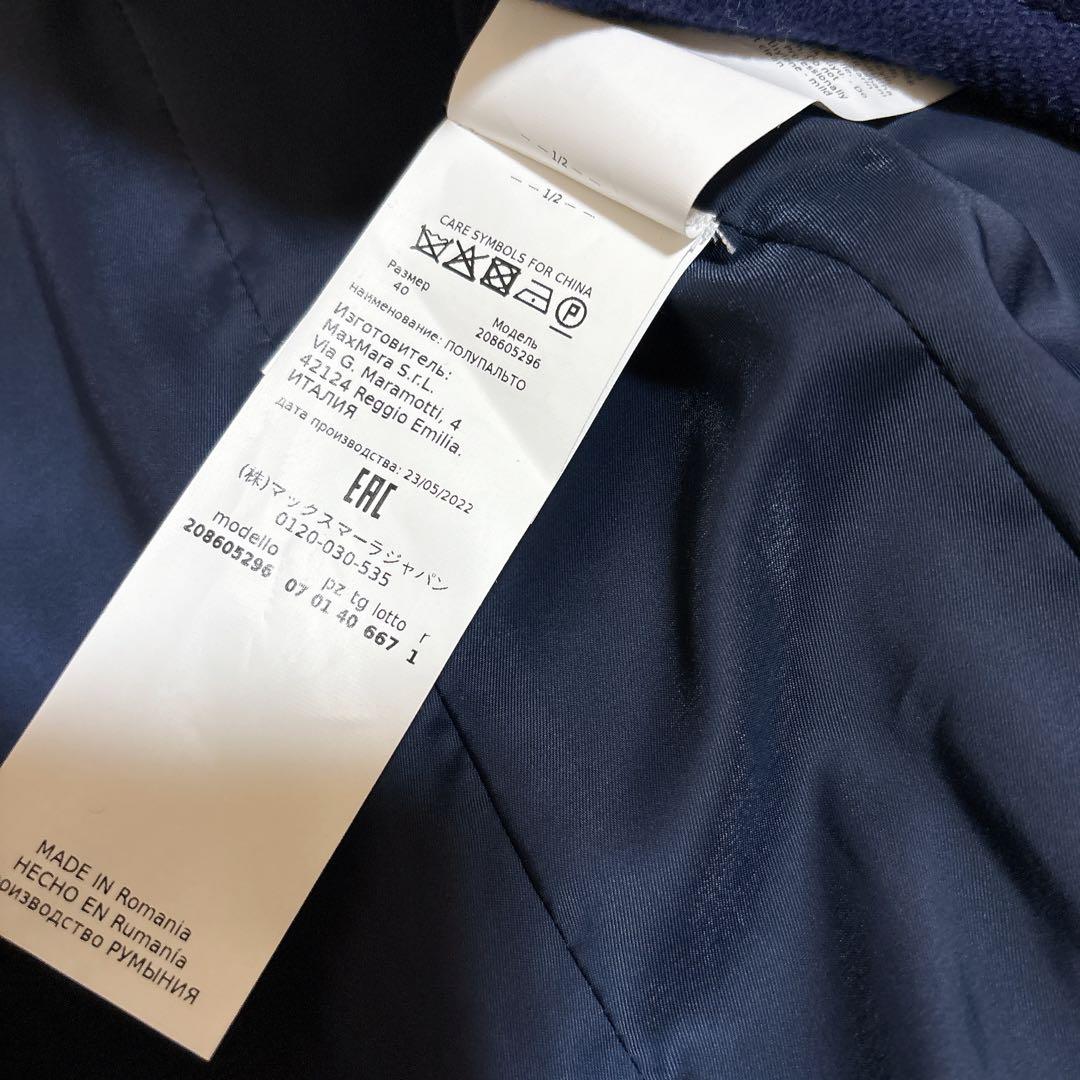 Professionally
mild
— — 1/2 — —
— — 1/2 — —
CARE SYMBOLS FOR CHINA
P
Размер
40
Модель
208605296
наименование: ПОЛУПАЛЬТО
Изготовитель:
MaxMara S.r.L.
Via G. Maramotti, 4
42124 Reggio Emilia.
ИТАЛИЯ
дата производства: 23/05/2022
EAC
(株)マックスマーラジャパン
0120-030-535
modello pz tg lotto r
208605296 07 01 40 667 1
MADE IN Romania
HECHO EN Rumanía
РУМЫНИЯ